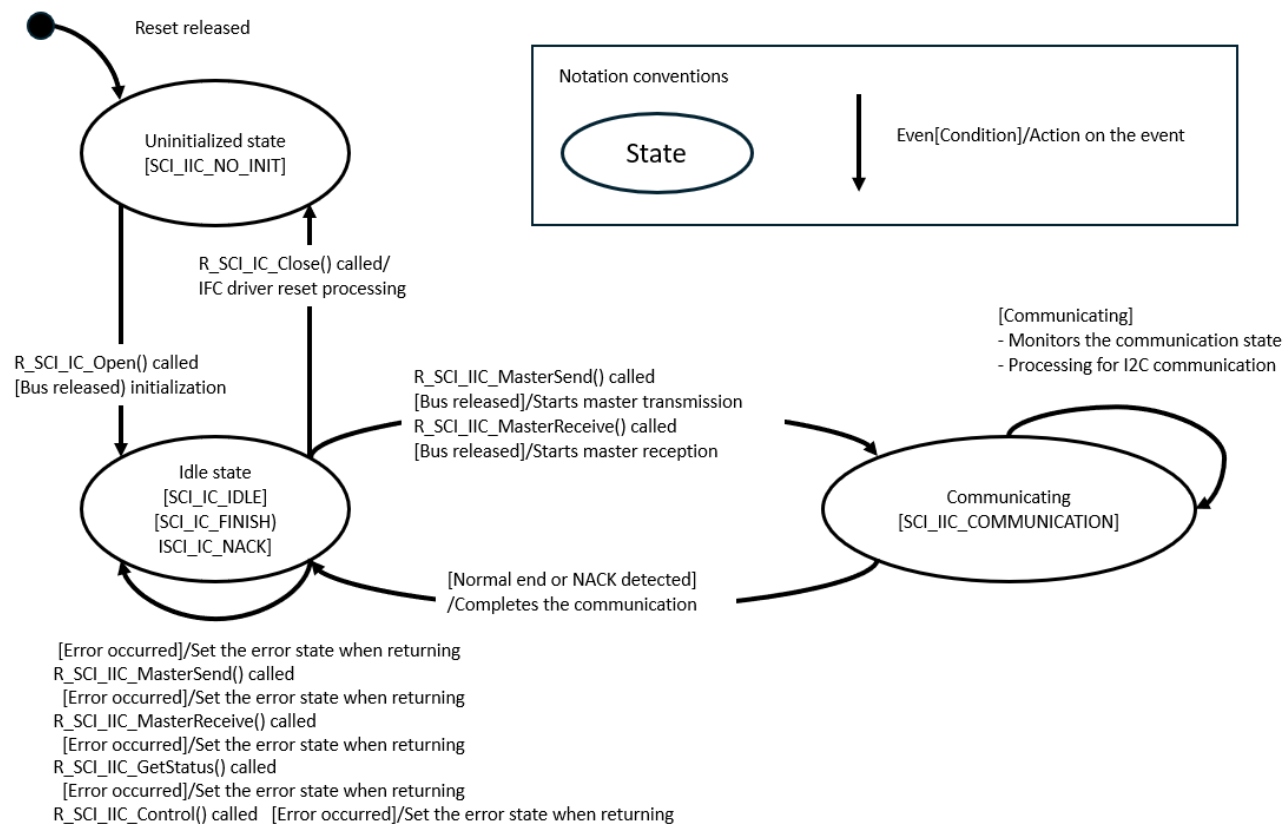 Reset released
Notation conventions
State
Even[Condition]/Action on the event
Uninitialized state
[SCI_IIC_NO_INIT]
R_SCI_IC_Close() called/
IFC driver reset processing
R_SCI_IC_Open() called
[Bus released) initialization
[Communicating]
- Monitors the communication state
- Processing for I2C communication
R_SCI_IIC_MasterSend() called
[Bus released]/Starts master transmission
R_SCI_IIC_MasterReceive() called
[Bus released]/Starts master reception
Idle state
[SCI_IC_IDLE]
[SCI_IC_FINISH)
ISCI_IC_NACK]
Communicating
[SCI_IIC_COMMUNICATION]
[Normal end or NACK detected]
/Completes the communication
[Error occurred]/Set the error state when returning
R_SCI_IIC_MasterSend() called
[Error occurred]/Set the error state when returning
R_SCI_IIC_MasterReceive() called
[Error occurred]/Set the error state when returning
R_SCI_IIC_GetStatus() called
[Error occurred]/Set the error state when returning
R_SCI_IIC_Control() called [Error occurred]/Set the error state when returning